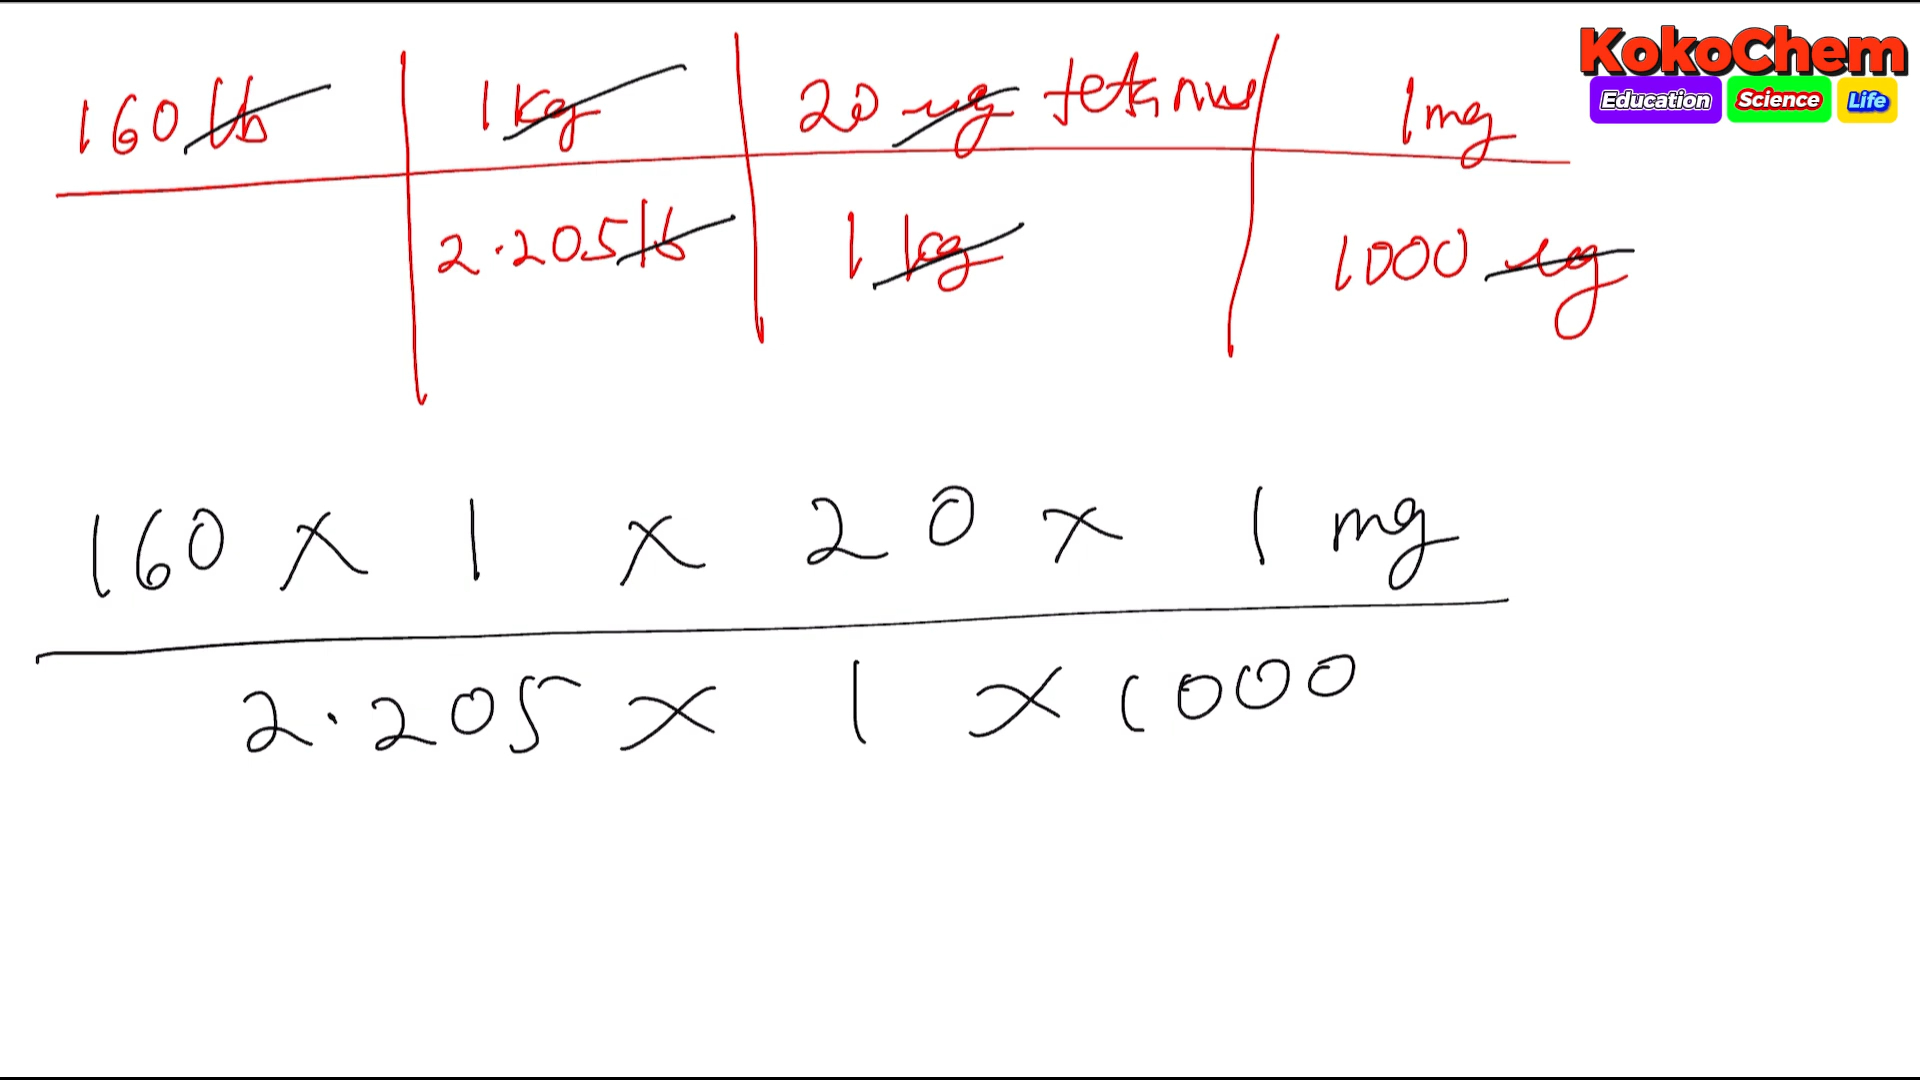 KokoChem
Education Science Life
160 lb 1 kg 20 ug tetanus 1 mg
2.205 lb 1 kg 1000 ug
160 x 1 x 20 x 1 mg
2.205 x 1 x 1000